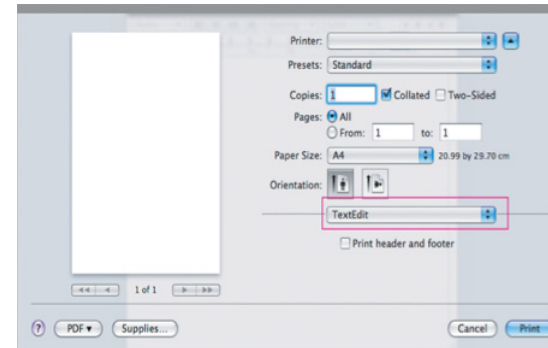 Printer:
Presets: Standard
Copies: 1 Collated Two-Sided
Pages: All
From: 1 to: 1
Paper Size: A4 20.99 by 29.70 cm
Orientation:
TextEdit
Print header and footer
1 of 1
? PDF Supplies... Cancel Print